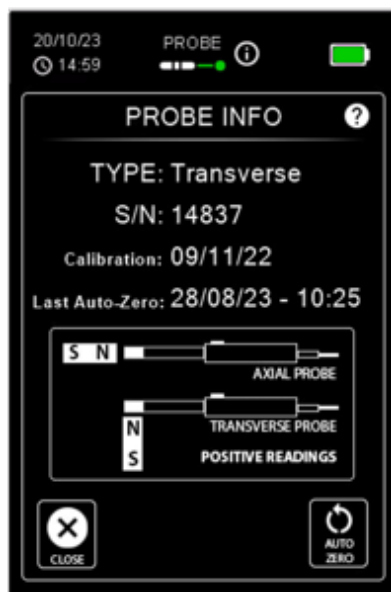 20/10/23 PROBE
14:59
PROBE INFO ?
TYPE: Transverse
S/N: 14837
Calibration: 09/11/22
Last Auto-Zero: 28/08/23 - 10:25
S N
AXIAL PROBE
N TRANSVERSE PROBE
S POSITIVE READINGS
CLOSE
AUTO
ZERO